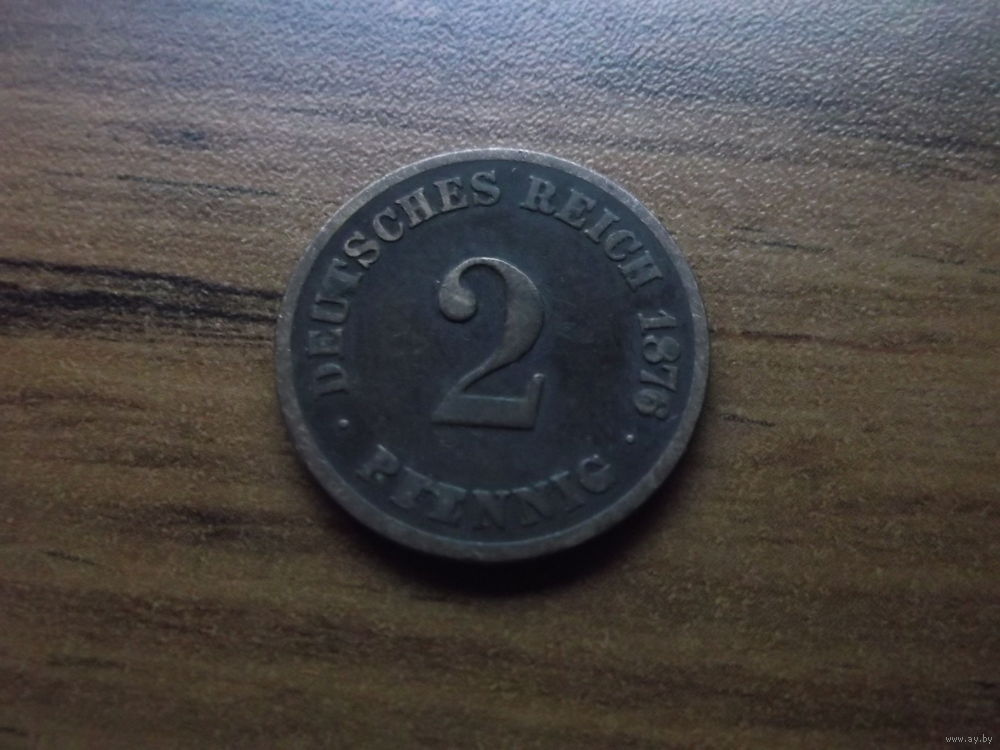 DEUTSCHES REICH 1876
2
· PFENNIG ·
www.ay.by